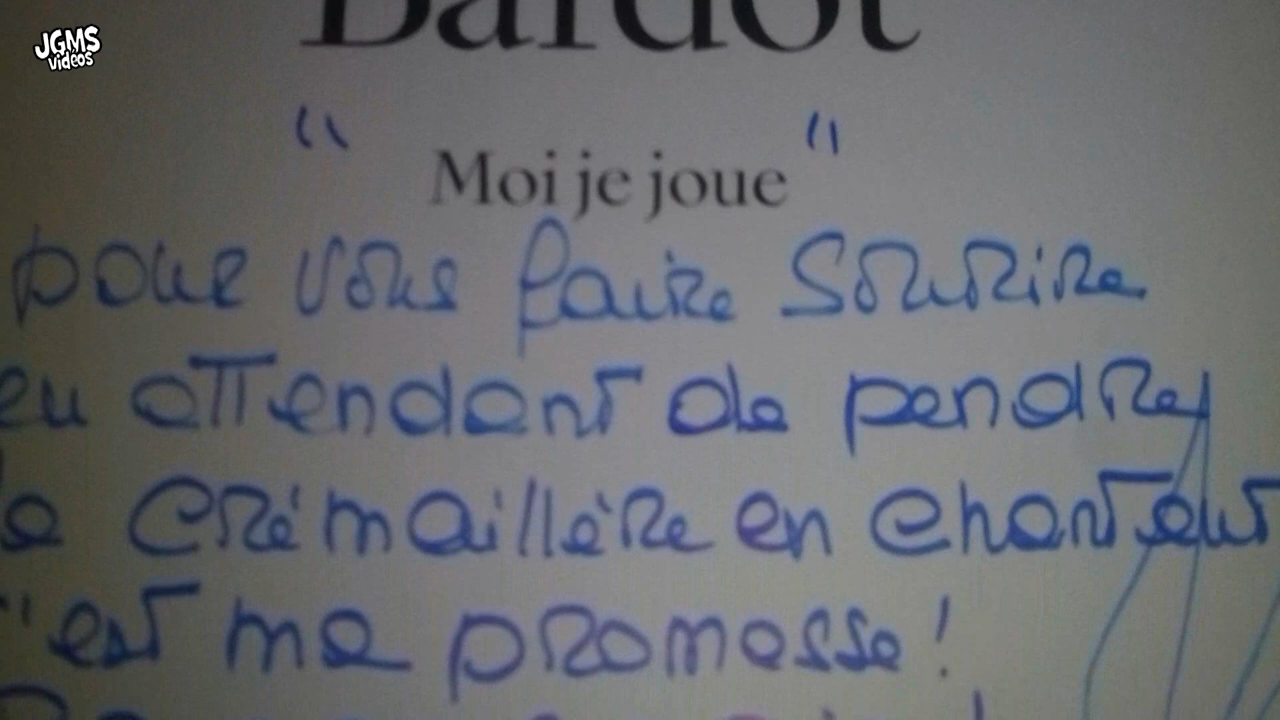 JGMS
videos
Bardot
" Moi je joue "
pour vous faire sourire
en attendant de pendre
la crémaillère en chantant
c'est ma promesse !